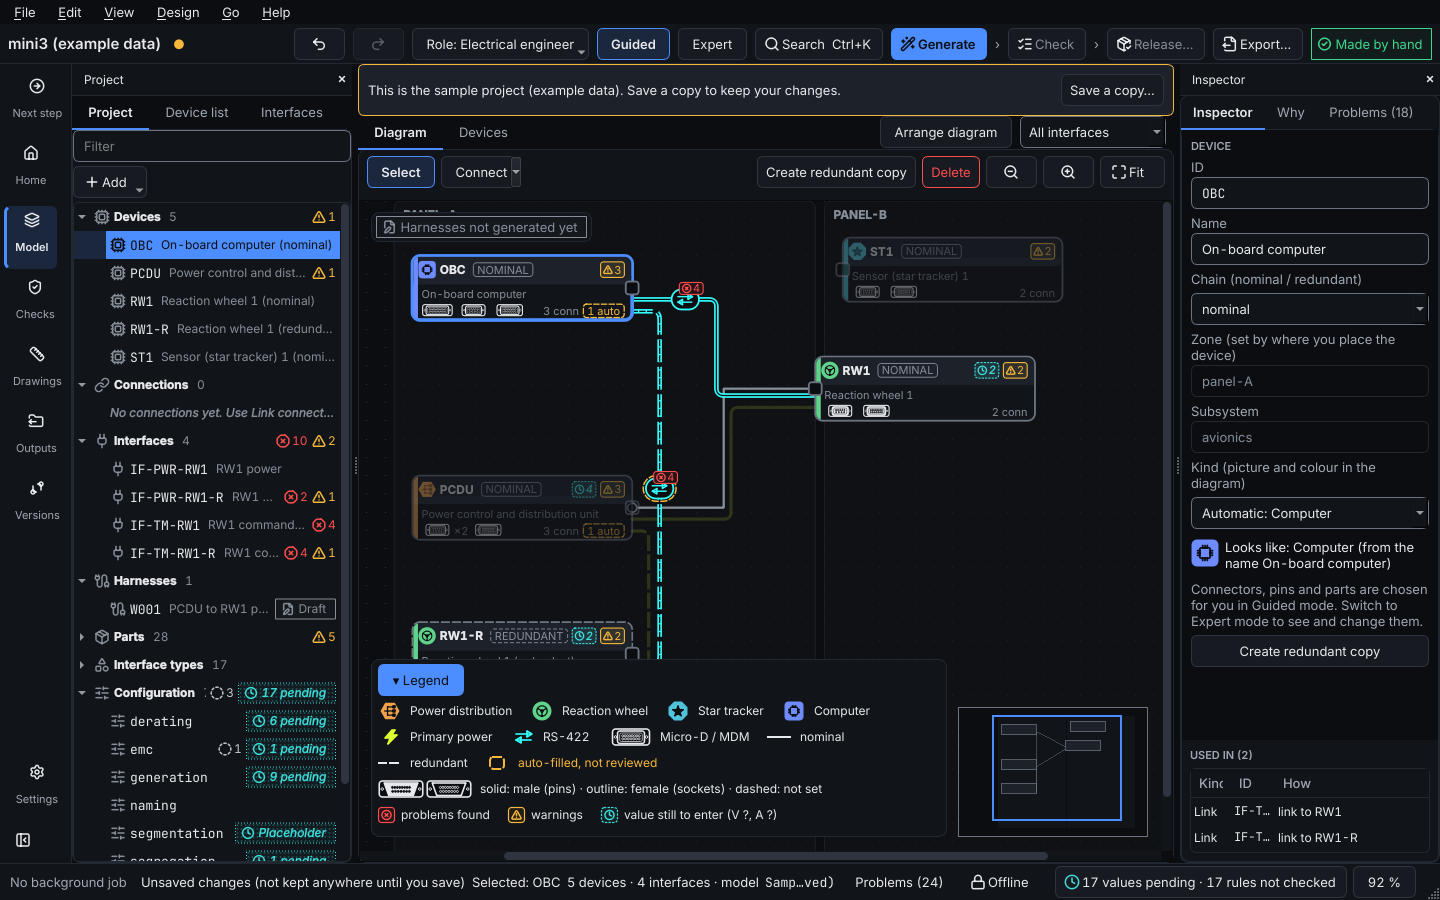 File Edit View Design Go Help
mini3 (example data)
Role: Electrical engineer
Guided
Expert
Search Ctrl+K
Generate
Check
Release...
Export...
Made by hand
Next step
Home
Model
Checks
Drawings
Outputs
Versions
Settings
Project
Project Device list Interfaces
Filter
+ Add
Devices 5 1
OBC On-board computer (nominal)
PCDU Power control and dist... 1
RW1 Reaction wheel 1 (nominal)
RW1-R Reaction wheel 1 (redund...
ST1 Sensor (star tracker) 1 (nomi...
Connections 0
No connections yet. Use Link connect...
Interfaces 4 10 2
IF-PWR-RW1 RW1 power
IF-PWR-RW1-R RW1 ... 2 1
IF-TM-RW1 RW1 command... 4
IF-TM-RW1-R RW1 co... 4 1
Harnesses 1
W001 PCDU to RW1 p... Draft
Parts 28 5
Interface types 17
Configuration 3 17 pending
derating 6 pending
emc 1 1 pending
generation 9 pending
naming
segmentation Placeholder
This is the sample project (example data). Save a copy to keep your changes.
Save a copy...
Diagram Devices
Arrange diagram
All interfaces
Select
Connect
Create redundant copy
Delete
Fit
PANEL-B
Harnesses not generated yet
OBC NOMINAL 3
On-board computer
3 conn 1 auto
4
ST1 NOMINAL 2
Sensor (star tracker) 1
2 conn
RW1 NOMINAL 2 2
Reaction wheel 1
2 conn
4
PCDU NOMINAL 4 3
Power control and distribution unit
×2 3 conn 1 auto
RW1-R REDUNDANT 2 2
▾ Legend
Power distribution Reaction wheel Star tracker Computer
Primary power RS-422 Micro-D / MDM nominal
redundant auto-filled, not reviewed
solid: male (pins) · outline: female (sockets) · dashed: not set
problems found warnings value still to enter (V ?, A ?)
Inspector
Inspector Why Problems (18)
DEVICE
ID
OBC
Name
On-board computer
Chain (nominal / redundant)
nominal
Zone (set by where you place the
device)
panel-A
Subsystem
avionics
Kind (picture and colour in the
diagram)
Automatic: Computer
Looks like: Computer (from the
name On-board computer)
Connectors, pins and parts are chosen
for you in Guided mode. Switch to
Expert mode to see and change them.
Create redundant copy
USED IN (2)
Kind ID How
Link IF-T... link to RW1
Link IF-T... link to RW1-R
No background job Unsaved changes (not kept anywhere until you save) Selected: OBC 5 devices · 4 interfaces · model Samp…ved) Problems (24) Offline 17 values pending · 17 rules not checked 92 %